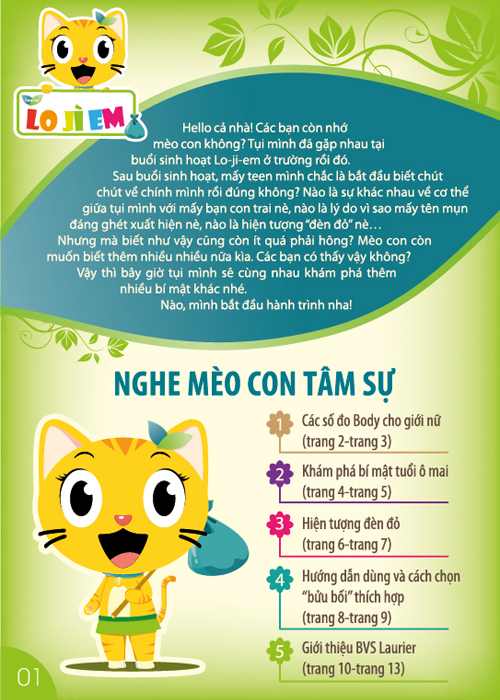 LO JÌ EM
Hello cả nhà! Các bạn còn nhớ
mèo con không? Tụi mình đã gặp nhau tại
buổi sinh hoạt Lo-ji-em ở trường rồi đó.
Sau buổi sinh hoạt, mấy teen mình chắc là bắt đầu biết chút
chút về chính mình rồi đúng không? Nào là sự khác nhau về cơ thể
giữa tụi mình với mấy bạn con trai nè, nào là lý do vì sao mấy tên mụn
đáng ghét xuất hiện nè, nào là hiện tượng "đèn đỏ" nè...
Nhưng mà biết như vậy cũng còn ít quá phải hông? Mèo con còn
muốn biết thêm nhiều nhiều nữa kìa. Các bạn có thấy vậy không?
Vậy thì bây giờ tụi mình sẽ cùng nhau khám phá thêm
nhiều bí mật khác nhé.
Nào, mình bắt đầu hành trình nha!
NGHE MÈO CON TÂM SỰ
1 Các số đo Body cho giới nữ
(trang 2-trang 3)
2 Khám phá bí mật tuổi ô mai
(trang 4-trang 5)
3 Hiện tượng đèn đỏ
(trang 6-trang 7)
4 Hướng dẫn dùng và cách chọn
"bửu bối" thích hợp
(trang 8-trang 9)
5 Giới thiệu BVS Laurier
(trang 10-trang 13)
01